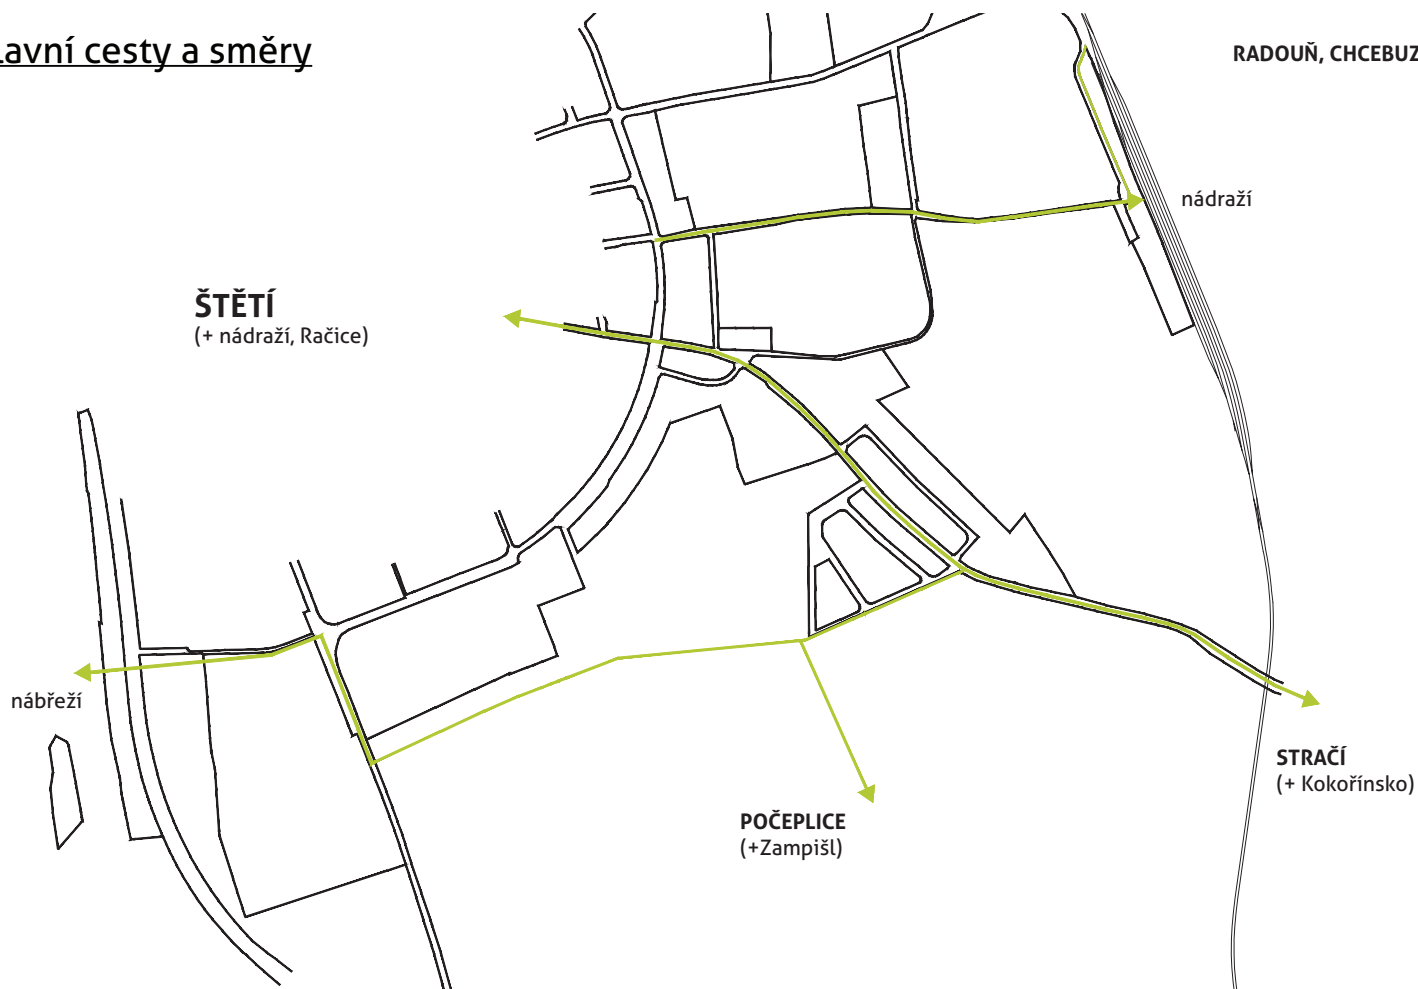 avní cesty a směry
RADOUŇ, CHCEBUZ
nádraží
ŠTĚTÍ
(+ nádraží, Račice)
nábřeží
STRAČÍ
(+ Kokořínsko)
POČEPLICE
(+Zampišl)